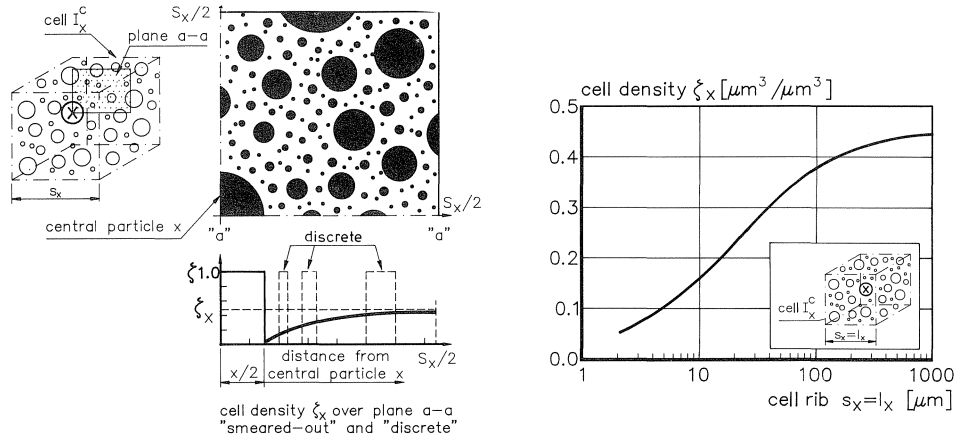 cell I_x^c
plane a–a
S_x/2
X
s_x
central particle x
S_x/2
"a"
"a"
discrete
ζ 1.0
ζ_x
x/2
distance from
central particle x
S_x/2
cell density ζ_x over plane a–a
"smeared–out" and "discrete"
cell density ζ_x [μm³/μm³]
0.5
0.4
0.3
0.2
0.1
0.0
X
cell I_x^c
s_x=l_x
1
10
100
1000
cell rib s_x=l_x [μm]